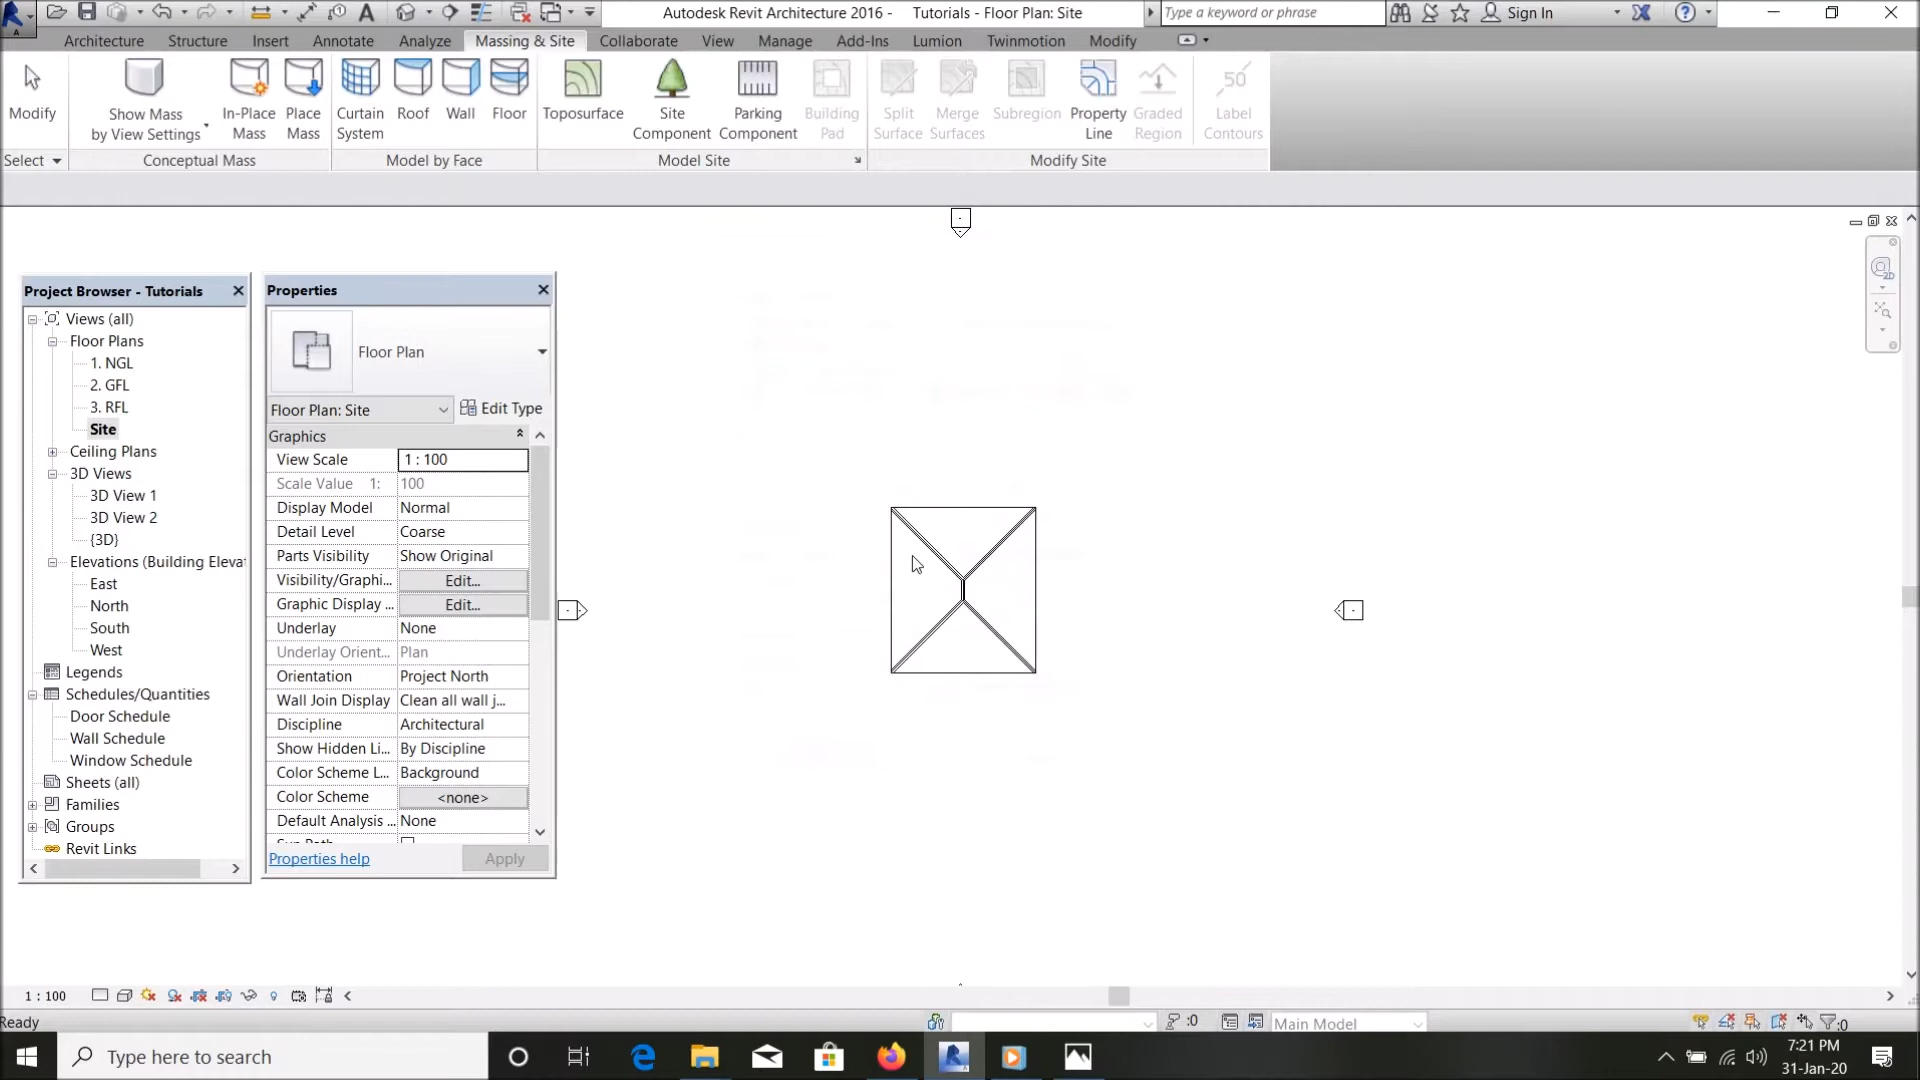 Autodesk Revit Architecture 2016 - Tutorials - Floor Plan: Site
Type a keyword or phrase
Sign In
Architecture Structure Insert Annotate Analyze Massing & Site Collaborate View Manage Add-Ins Lumion Twinmotion Modify
Modify
Show Mass by View Settings
In-Place Mass
Place Mass
Curtain System
Roof
Wall
Floor
Toposurface
Site Component
Parking Component
Building Pad
Split Surface
Merge Surfaces
Subregion
Property Line
Graded Region
50
Label Contours
Select
Conceptual Mass
Model by Face
Model Site
Modify Site
Project Browser - Tutorials
Views (all)
Floor Plans
1. NGL
2. GFL
3. RFL
Site
Ceiling Plans
3D Views
3D View 1
3D View 2
{3D}
Elevations (Building Elevat
East
North
South
West
Legends
Schedules/Quantities
Door Schedule
Wall Schedule
Window Schedule
Sheets (all)
Families
Groups
Revit Links
Properties
Floor Plan
Floor Plan: Site
Edit Type
Graphics
View Scale 1 : 100
Scale Value 1: 100
Display Model Normal
Detail Level Coarse
Parts Visibility Show Original
Visibility/Graphi... Edit...
Graphic Display ... Edit...
Underlay None
Underlay Orient... Plan
Orientation Project North
Wall Join Display Clean all wall j...
Discipline Architectural
Show Hidden Li... By Discipline
Color Scheme L... Background
Color Scheme <none>
Default Analysis ... None
Sun Path
Properties help
Apply
2D
1 : 100
Ready
:0
Main Model
:0
Type here to search
7:21 PM
31-Jan-20